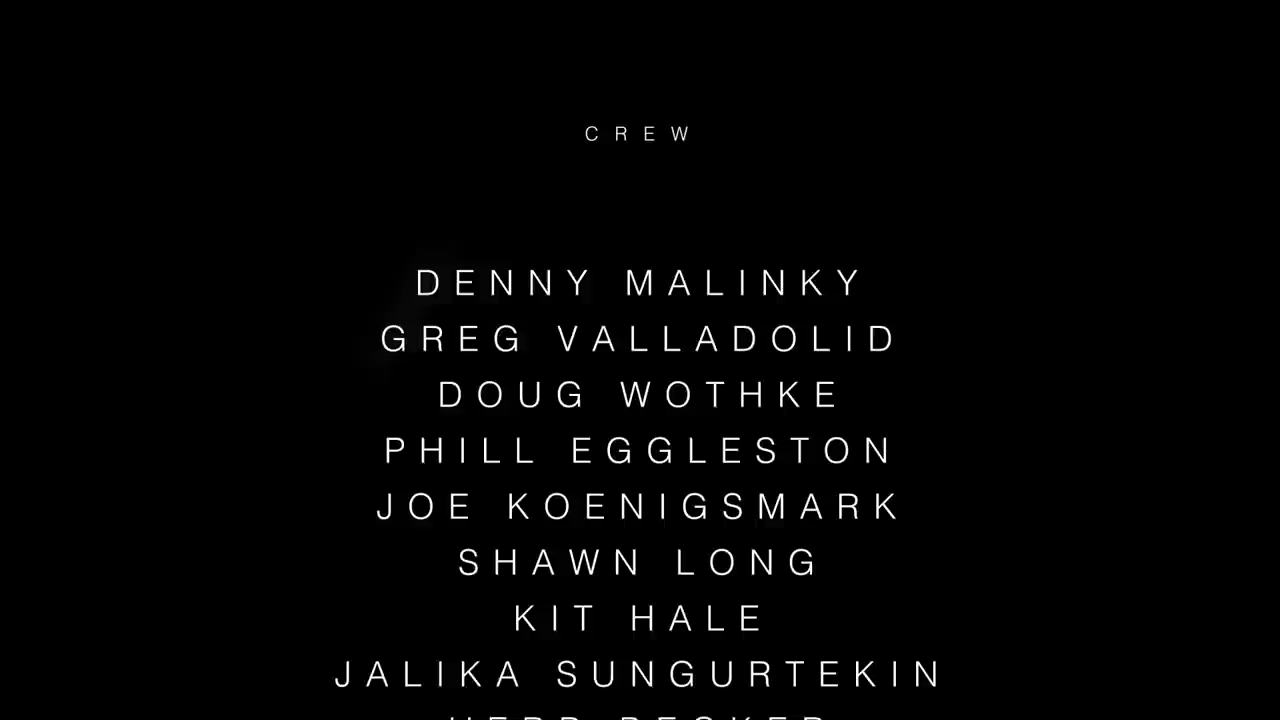 CREW
DENNY MALINKY
GREG VALLADOLID
DOUG WOTHKE
PHILL EGGLESTON
JOE KOENIGSMARK
SHAWN LONG
KIT HALE
JALIKA SUNGURTEKIN